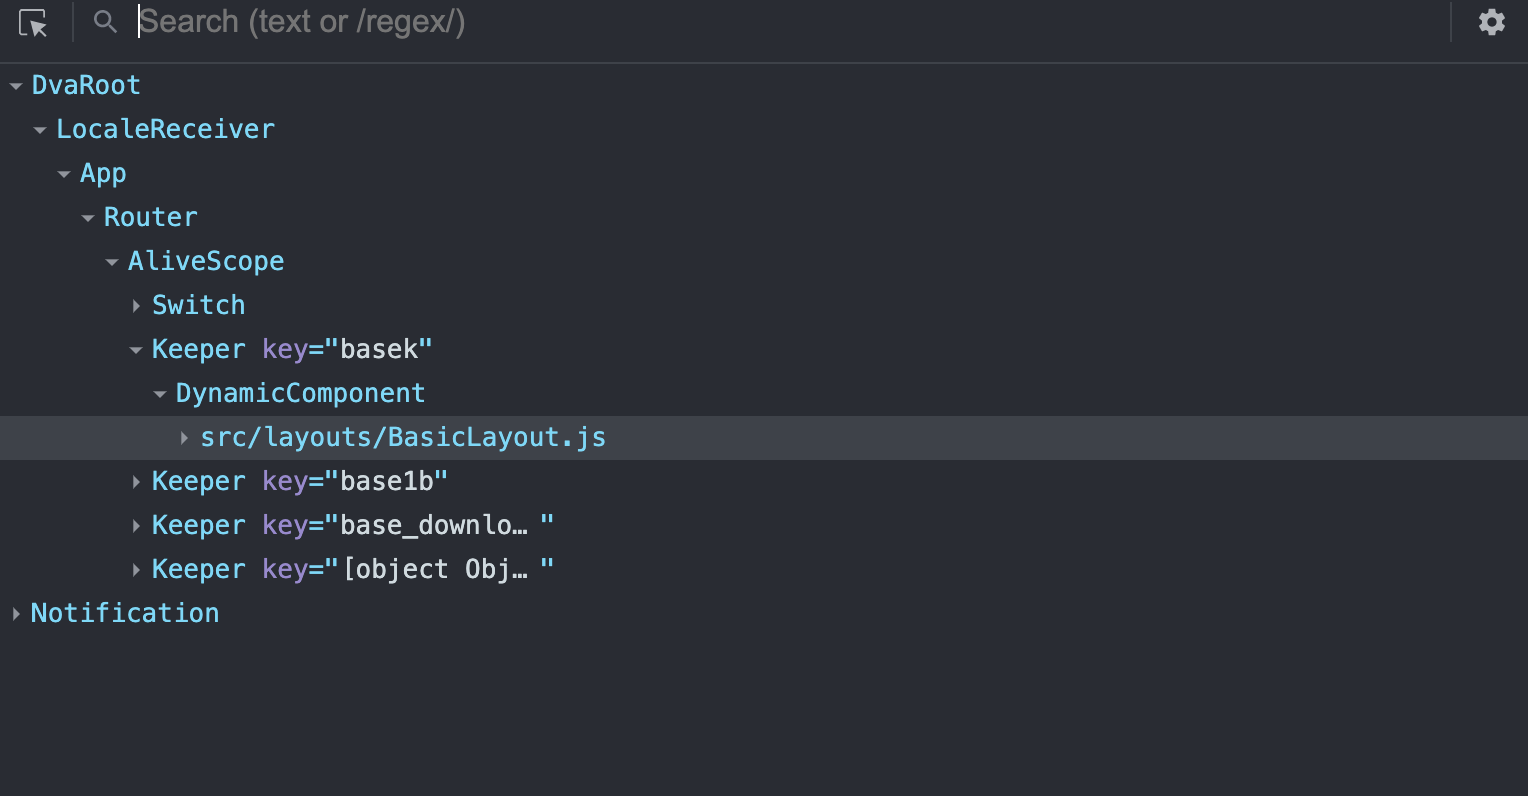 Search (text or /regex/)
DvaRoot
LocaleReceiver
App
Router
AliveScope
Switch
Keeper key="basek"
DynamicComponent
src/layouts/BasicLayout.js
Keeper key="base1b"
Keeper key="base_downlo… "
Keeper key="[object Obj… "
Notification